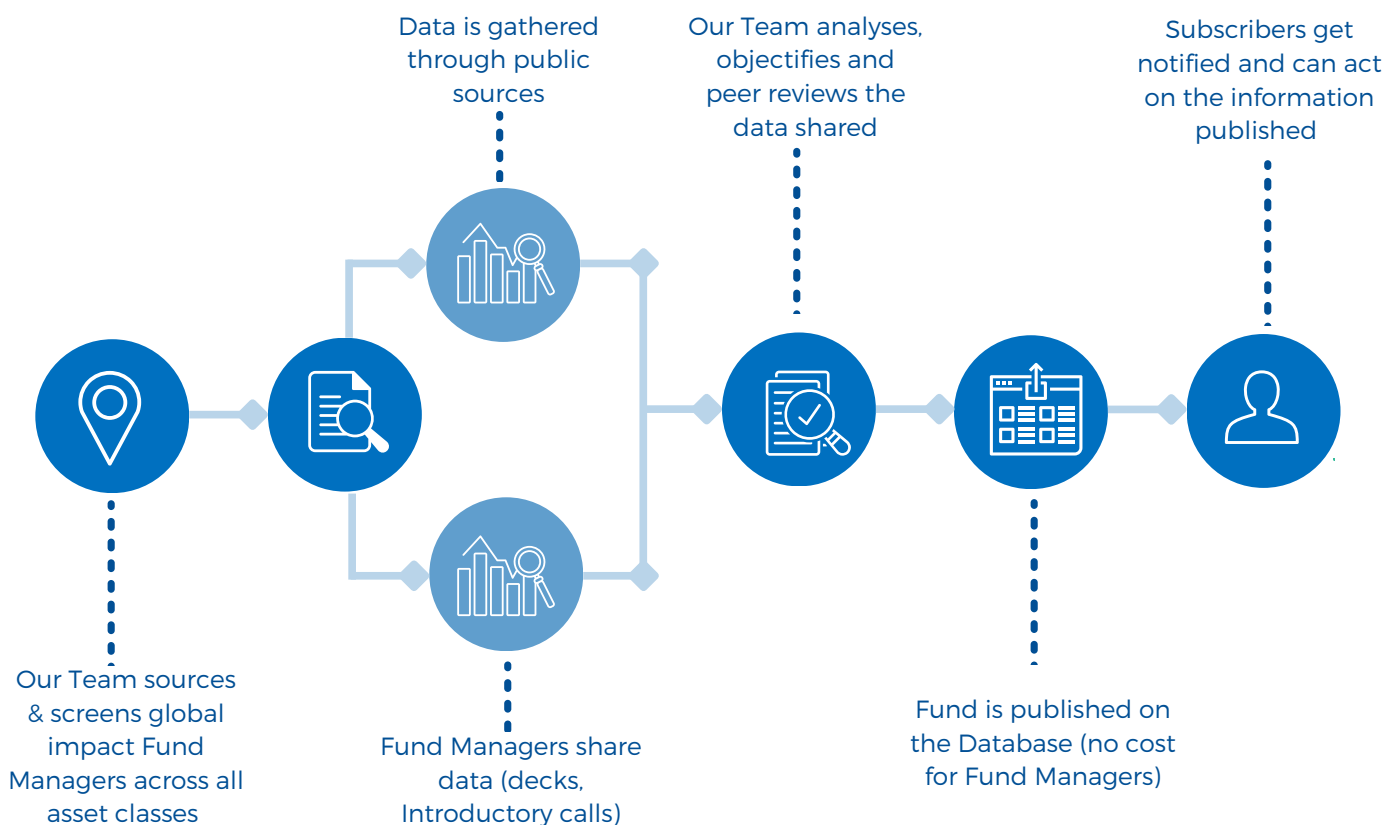 Data is gathered
through public
sources
Our Team analyses,
objectifies and
peer reviews the
data shared
Subscribers get
notified and can act
on the information
published
Our Team sources
& screens global
impact Fund
Managers across all
asset classes
Fund Managers share
data (decks,
Introductory calls)
Fund is published on
the Database (no cost
for Fund Managers)